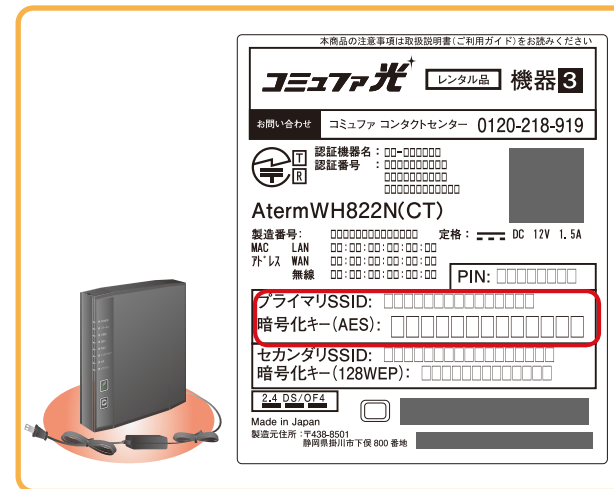 本商品の注意事項は取扱説明書(ご利用ガイド)をお読みください
コミュファ光 レンタル品 機器3
お問い合わせ コミュファ コンタクトセンター 0120-218-919
T
R
認証機器名:□□-□□□□□□
認証番号 :□□□□□□□□□□
□□□□□□□□□□
□□□□□□□□□□□□
AtermWH822N(CT)
製造番号: □□□□□□□□□□□□□□ 定格: DC 12V 1.5A
MAC LAN □□:□□:□□:□□:□□
アドレス WAN □□:□□:□□:□□:□□
無線 □□:□□:□□:□□:□□
PIN: □□□□□□□□
プライマリSSID: □□□□□□□□□□□□□□□
暗号化キー(AES): □□□□□□□□□□□□□
セカンダリSSID: □□□□□□□□□□□□□□□
暗号化キー(128WEP): □□□□□□□□□□□□□
2.4 DS/OF4
Made in Japan
製造元住所:〒438-8501
静岡県掛川市下俣 800 番地